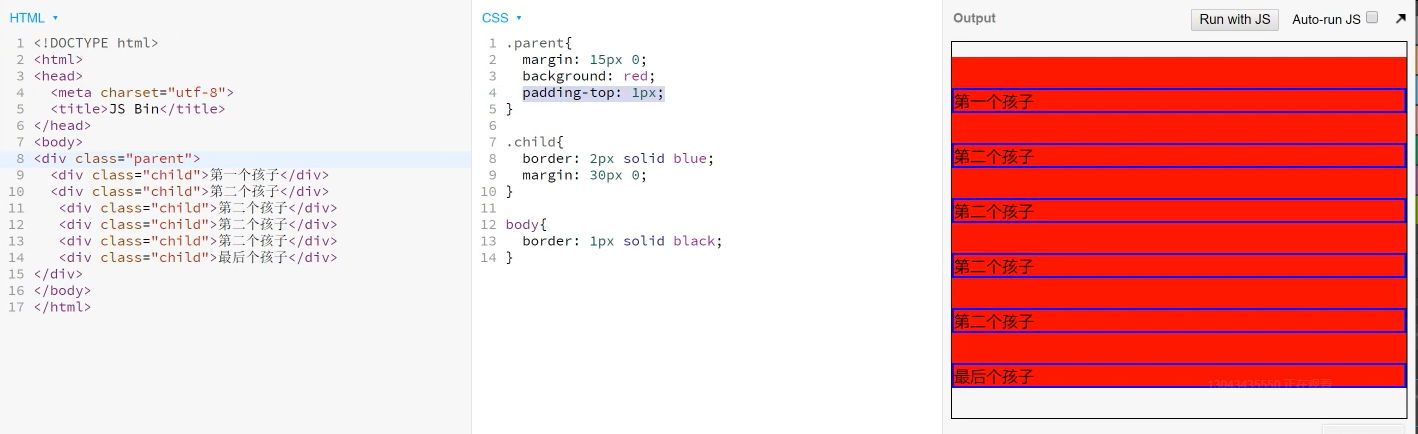 HTML ▾
1 <!DOCTYPE html>
2 <html>
3 <head>
4 <meta charset="utf-8">
5 <title>JS Bin</title>
6 </head>
7 <body>
8 <div class="parent">
9 <div class="child">第一个孩子</div>
10 <div class="child">第二个孩子</div>
11 <div class="child">第二个孩子</div>
12 <div class="child">第二个孩子</div>
13 <div class="child">第二个孩子</div>
14 <div class="child">最后个孩子</div>
15 </div>
16 </body>
17 </html>
CSS ▾
1 .parent{
2 margin: 15px 0;
3 background: red;
4 padding-top: 1px;
5 }
6
7 .child{
8 border: 2px solid blue;
9 margin: 30px 0;
10 }
11
12 body{
13 border: 1px solid black;
14 }
Output Run with JS Auto-run JS
第一个孩子
第二个孩子
第二个孩子
第二个孩子
第二个孩子
最后个孩子
正在观看